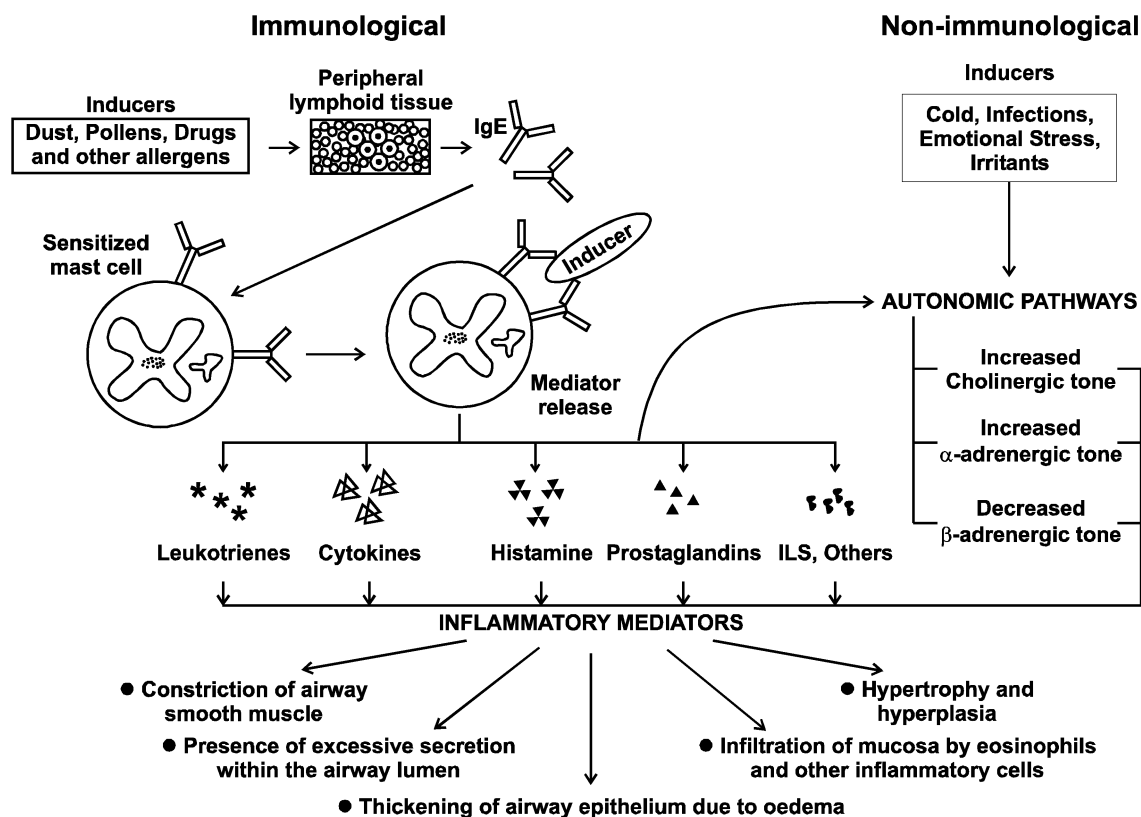 Immunological
Non-immunological
Inducers
Dust, Pollens, Drugs
and other allergens
Peripheral
lymphoid tissue
IgE
Inducers
Cold, Infections,
Emotional Stress,
Irritants
Sensitized
mast cell
Inducer
Mediator
release
AUTONOMIC PATHWAYS
Increased
Cholinergic tone
Increased
α-adrenergic tone
Decreased
β-adrenergic tone
Leukotrienes
Cytokines
Histamine
Prostaglandins
ILS, Others
INFLAMMATORY MEDIATORS
● Constriction of airway
smooth muscle
● Presence of excessive secretion
within the airway lumen
● Thickening of airway epithelium due to oedema
● Infiltration of mucosa by eosinophils
and other inflammatory cells
● Hypertrophy and
hyperplasia